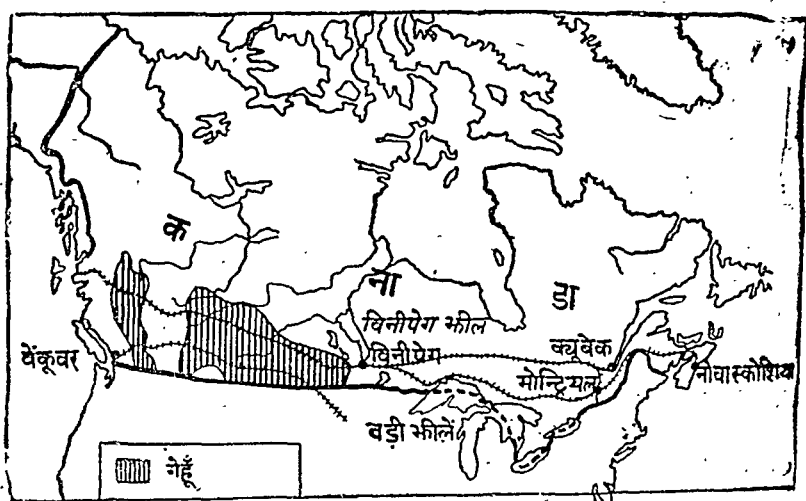 क
ना
डा
विनीपेग झील
विनीपेग
क्यूबेक
वेंकूवर
मोन्ट्रियल
नोवास्कोशिया
बड़ी झीलें
गेहूँ